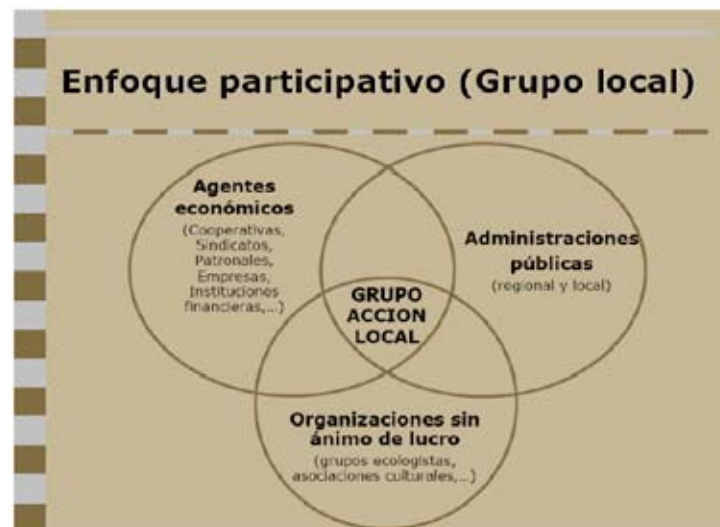 Enfoque participativo (Grupo local)
Agentes
económicos
(Cooperativas,
Sindicatos,
Patronales,
Empresas,
Instituciones
financieras,...)
Administraciones
públicas
(regional y local)
GRUPO
ACCION
LOCAL
Organizaciones sin
ánimo de lucro
(grupos ecologistas,
asociaciones culturales,...)